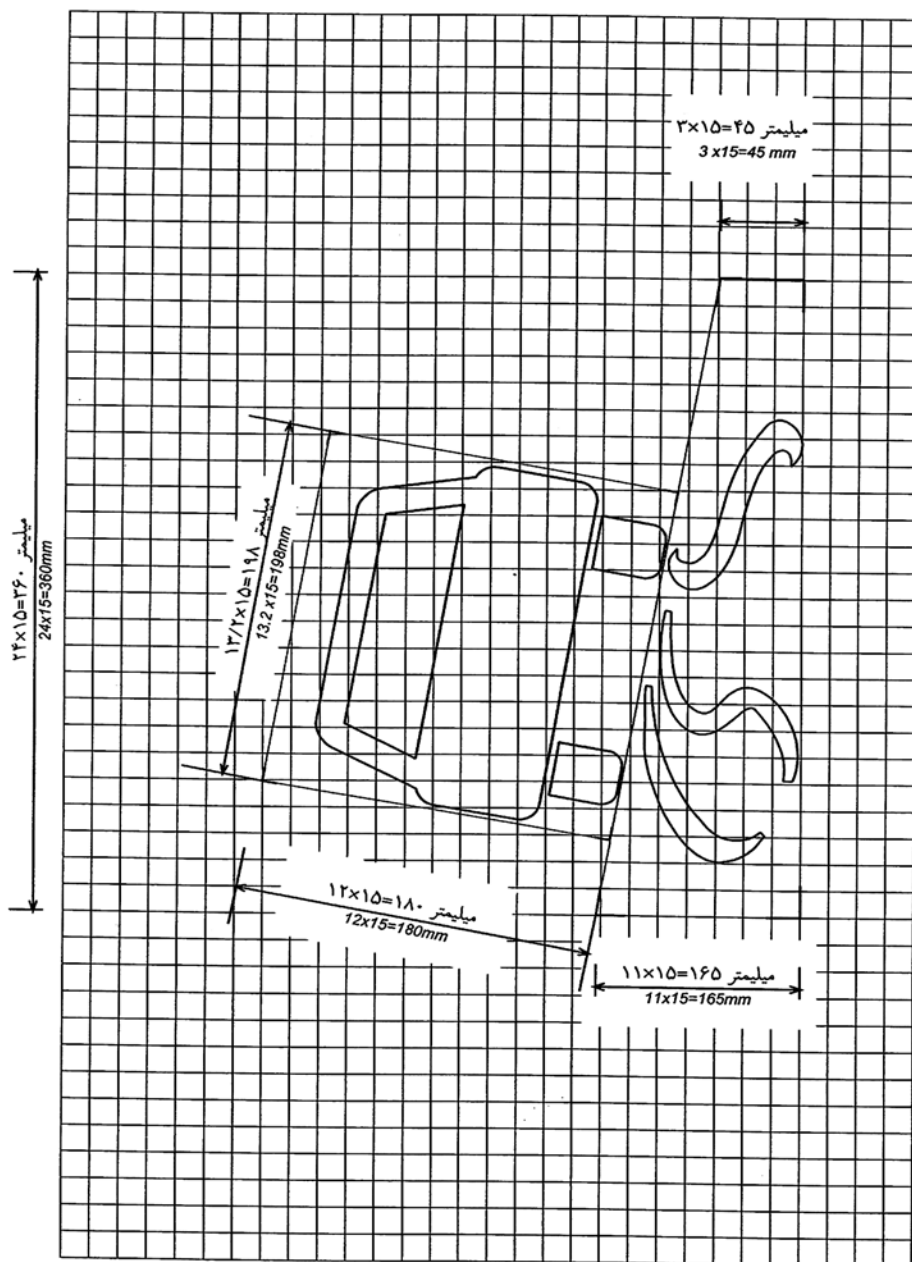 ۳×۱۵=۴۵ میلیمتر
3 x15=45 mm
۲۴×۱۵=۳۶۰ میلیمتر
24x15=360mm
۱۳/۲×۱۵=۱۹۸ میلیمتر
13.2 x15=198mm
۱۲×۱۵=۱۸۰ میلیمتر
12x15=180mm
۱۱×۱۵=۱۶۵ میلیمتر
11x15=165mm